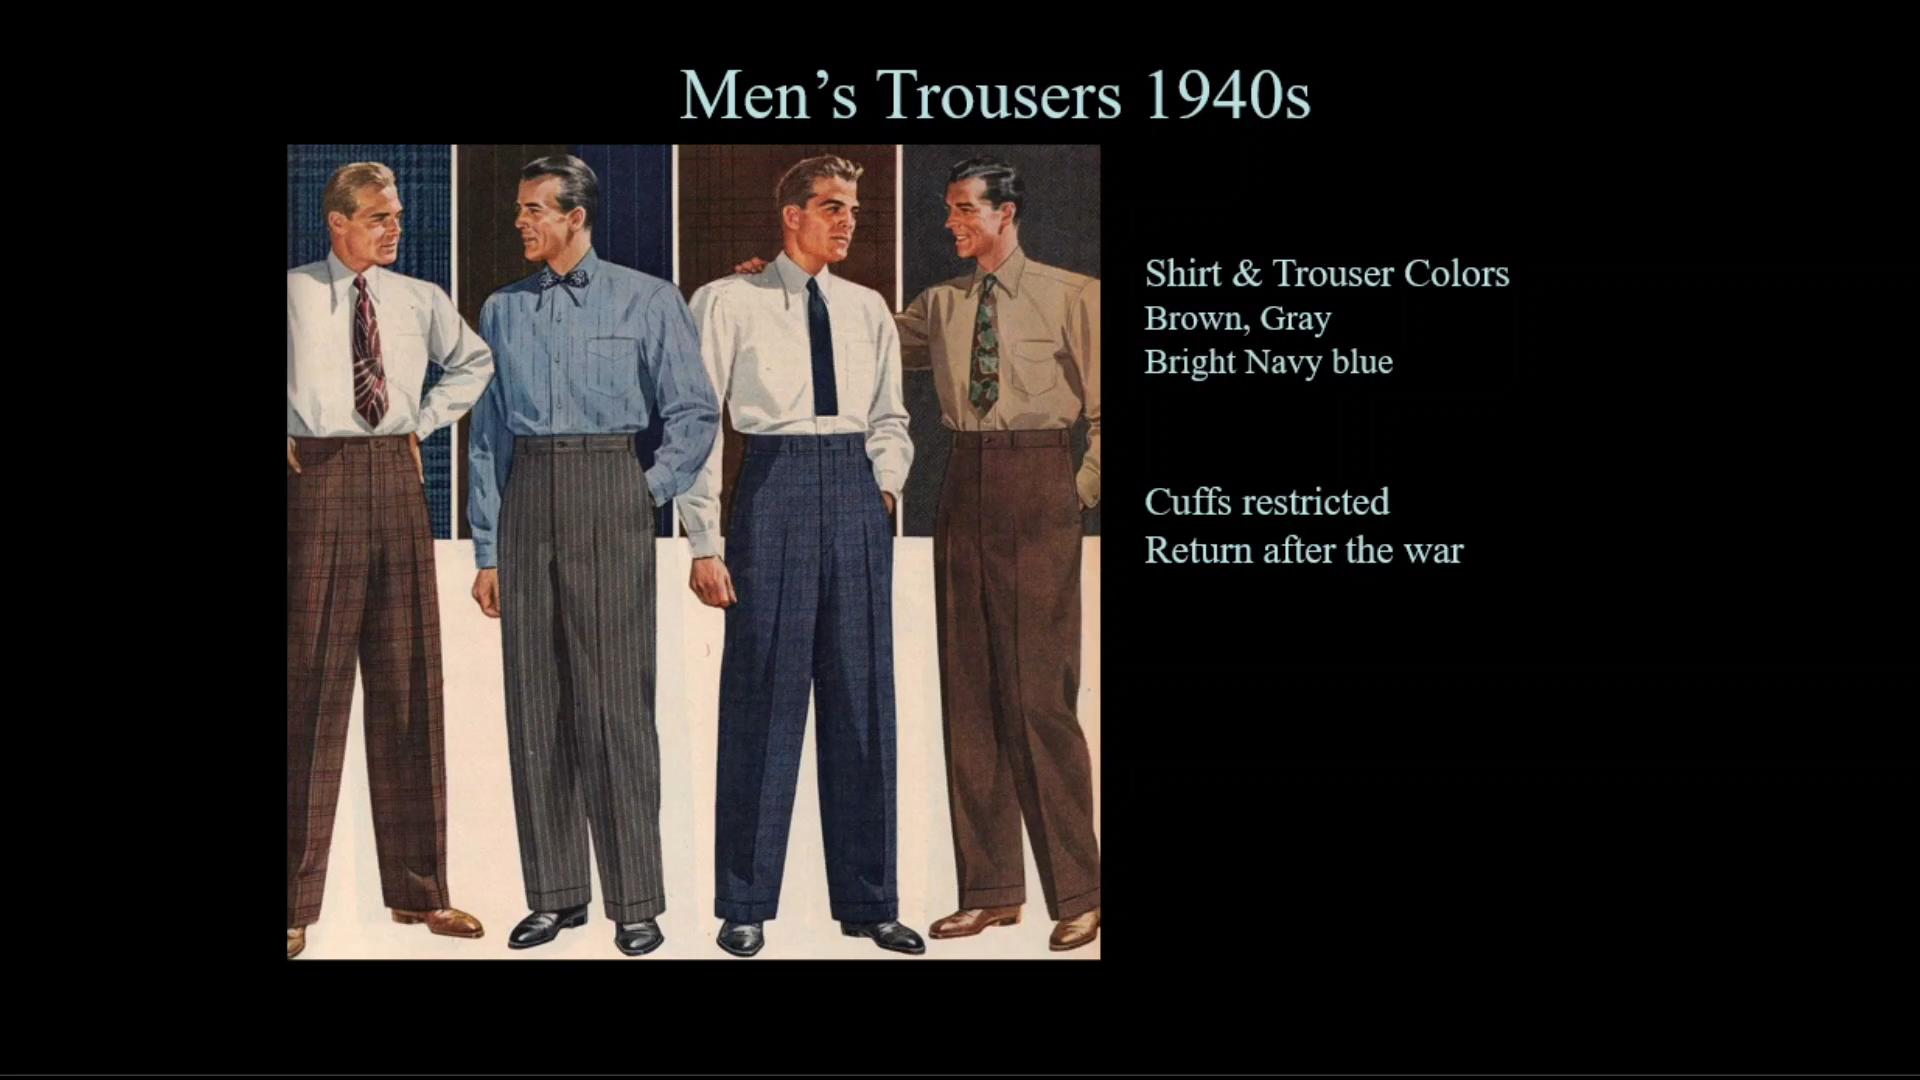 Men’s Trousers 1940s
Shirt & Trouser Colors
Brown, Gray
Bright Navy blue
Cuffs restricted
Return after the war